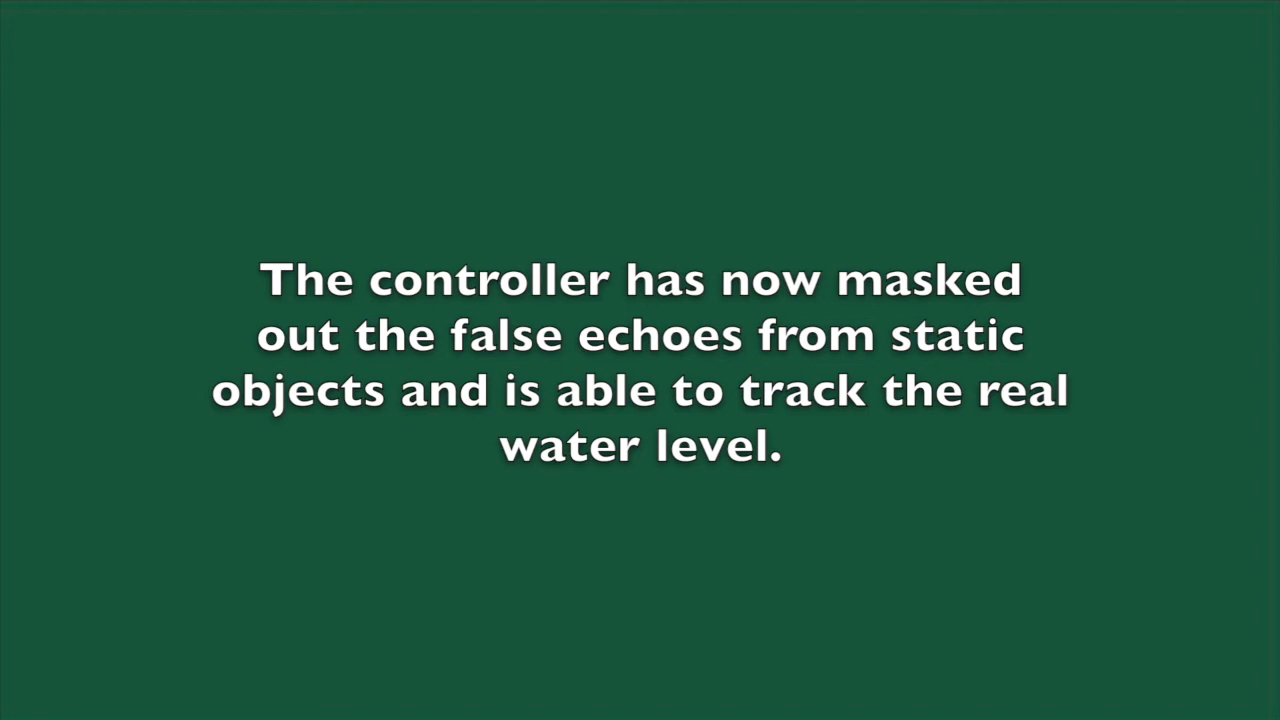 The controller has now masked
out the false echoes from static
objects and is able to track the real
water level.